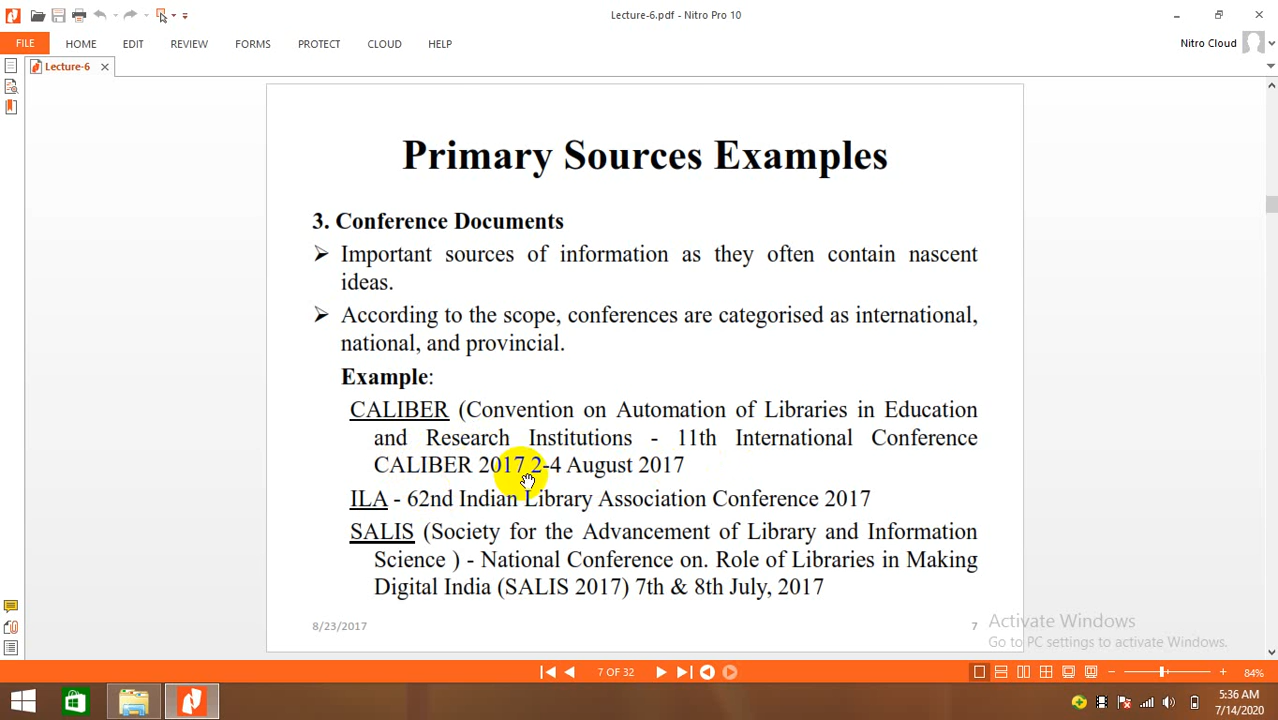 Lecture-6.pdf - Nitro Pro 10
FILE HOME EDIT REVIEW FORMS PROTECT CLOUD HELP Nitro Cloud
Lecture-6
Primary Sources Examples
3. Conference Documents
➢ Important sources of information as they often contain nascent
ideas.
➢ According to the scope, conferences are categorised as international,
national, and provincial.
Example:
CALIBER (Convention on Automation of Libraries in Education
and Research Institutions - 11th International Conference
CALIBER 2017 2-4 August 2017
ILA - 62nd Indian Library Association Conference 2017
SALIS (Society for the Advancement of Library and Information
Science ) - National Conference on. Role of Libraries in Making
Digital India (SALIS 2017) 7th & 8th July, 2017
8/23/2017 7
Activate Windows
Go to PC settings to activate Windows.
7 OF 32 84%
5:36 AM
7/14/2020